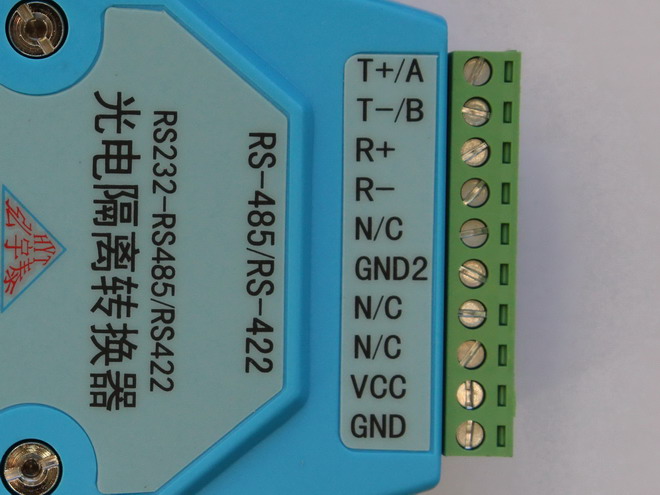 T+/A
T-/B
R+
R-
N/C
GND2
N/C
N/C
VCC
GND
RS-485/RS-422
RS232-RS485/RS422
光电隔离转换器